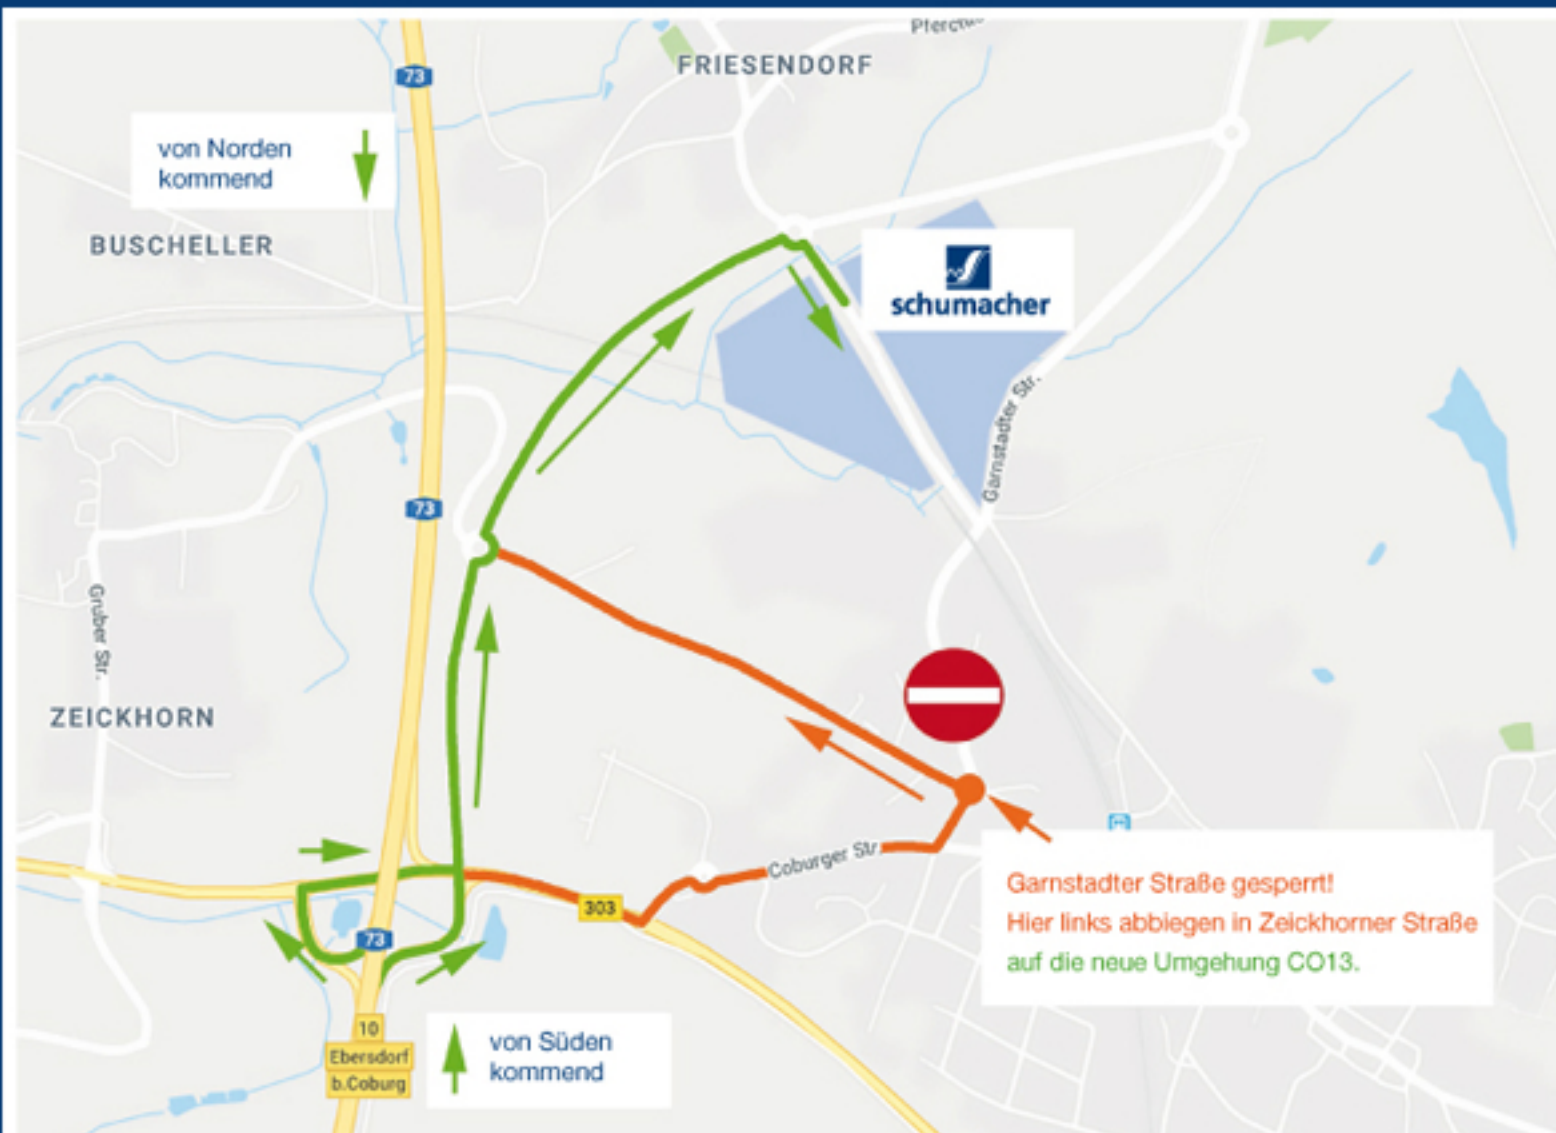 FRIESENDORF
73
von Norden
kommend
BUSCHELLER
schumacher
Garnstadter Str.
73
Gruber Str.
ZEICKHORN
Coburger Str.
303
73
Garnstadter Straße gesperrt!
Hier links abbiegen in Zeickhorner Straße
auf die neue Umgehung CO13.
10
Ebersdorf
b.Coburg
von Süden
kommend